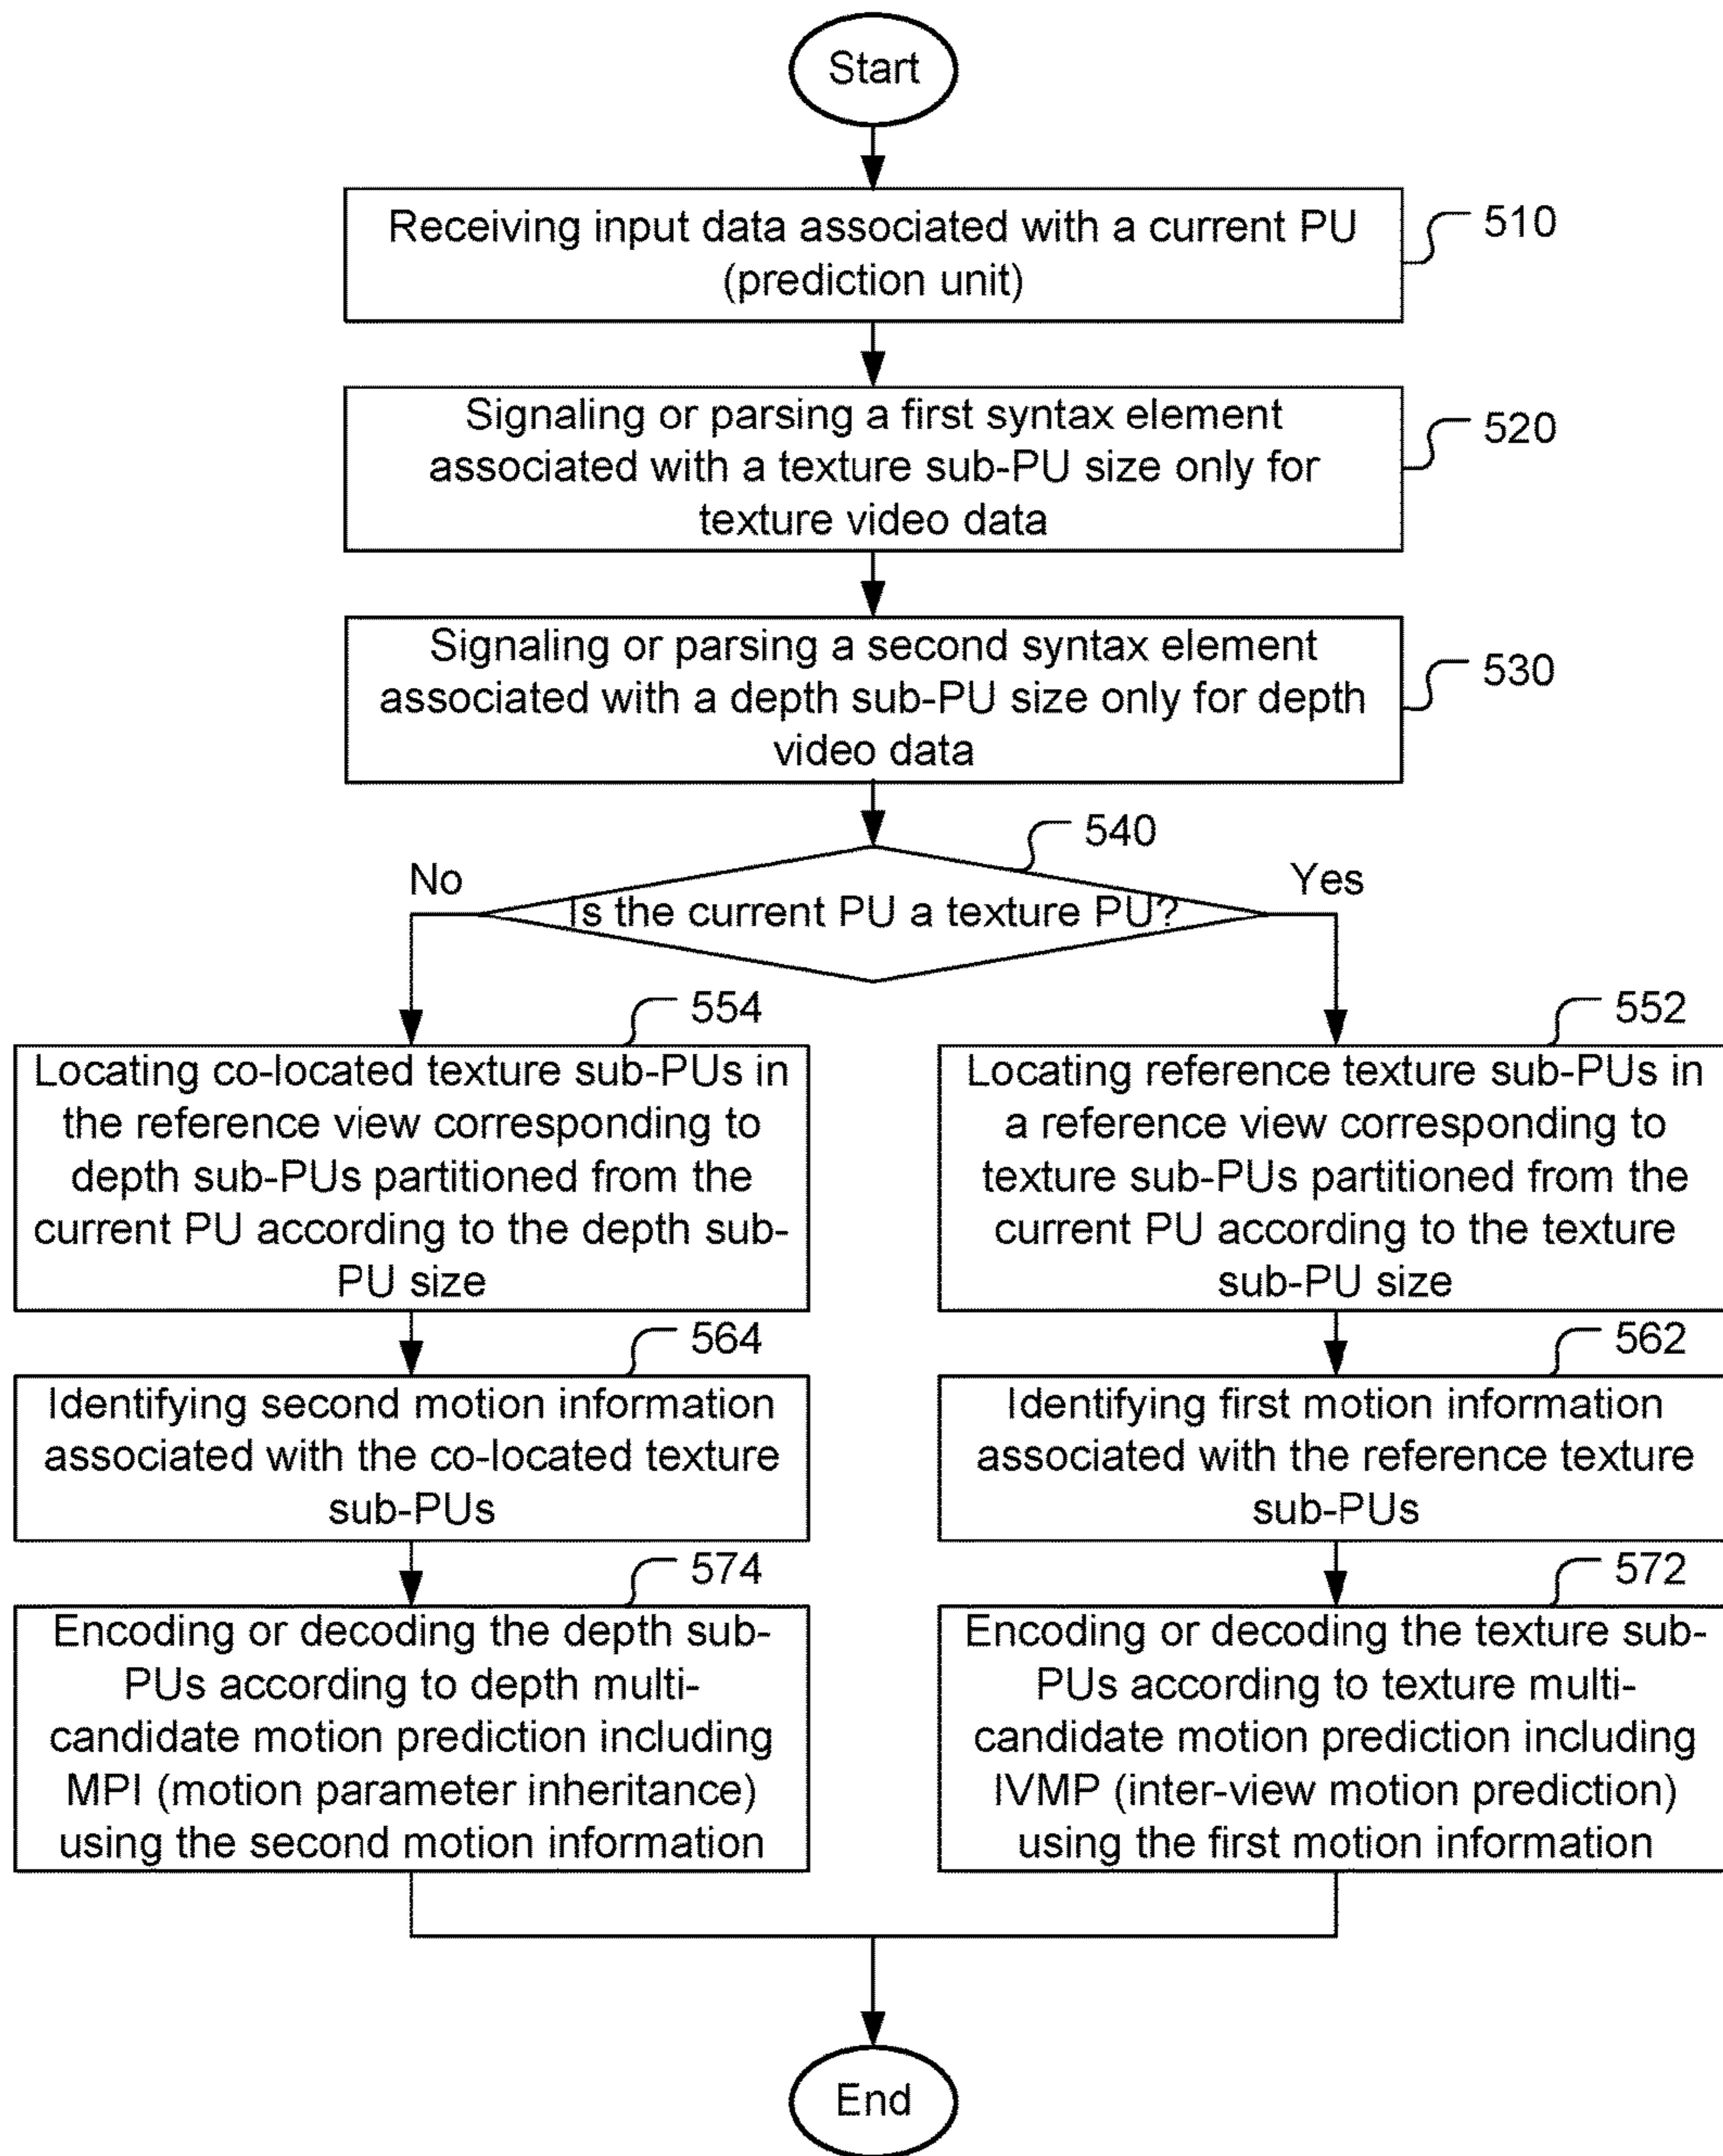 Start
Receiving input data associated with a current PU
(prediction unit)
510
Signaling or parsing a first syntax element
associated with a texture sub-PU size only for
texture video data
520
Signaling or parsing a second syntax element
associated with a depth sub-PU size only for depth
video data
530
540
No
Yes
Is the current PU a texture PU?
554
Locating co-located texture sub-PUs in
the reference view corresponding to
depth sub-PUs partitioned from the
current PU according to the depth sub-
PU size
552
Locating reference texture sub-PUs in
a reference view corresponding to
texture sub-PUs partitioned from the
current PU according to the texture
sub-PU size
564
Identifying second motion information
associated with the co-located texture
sub-PUs
562
Identifying first motion information
associated with the reference texture
sub-PUs
574
Encoding or decoding the depth sub-
PUs according to depth multi-
candidate motion prediction including
MPI (motion parameter inheritance)
using the second motion information
572
Encoding or decoding the texture sub-
PUs according to texture multi-
candidate motion prediction including
IVMP (inter-view motion prediction)
using the first motion information
End